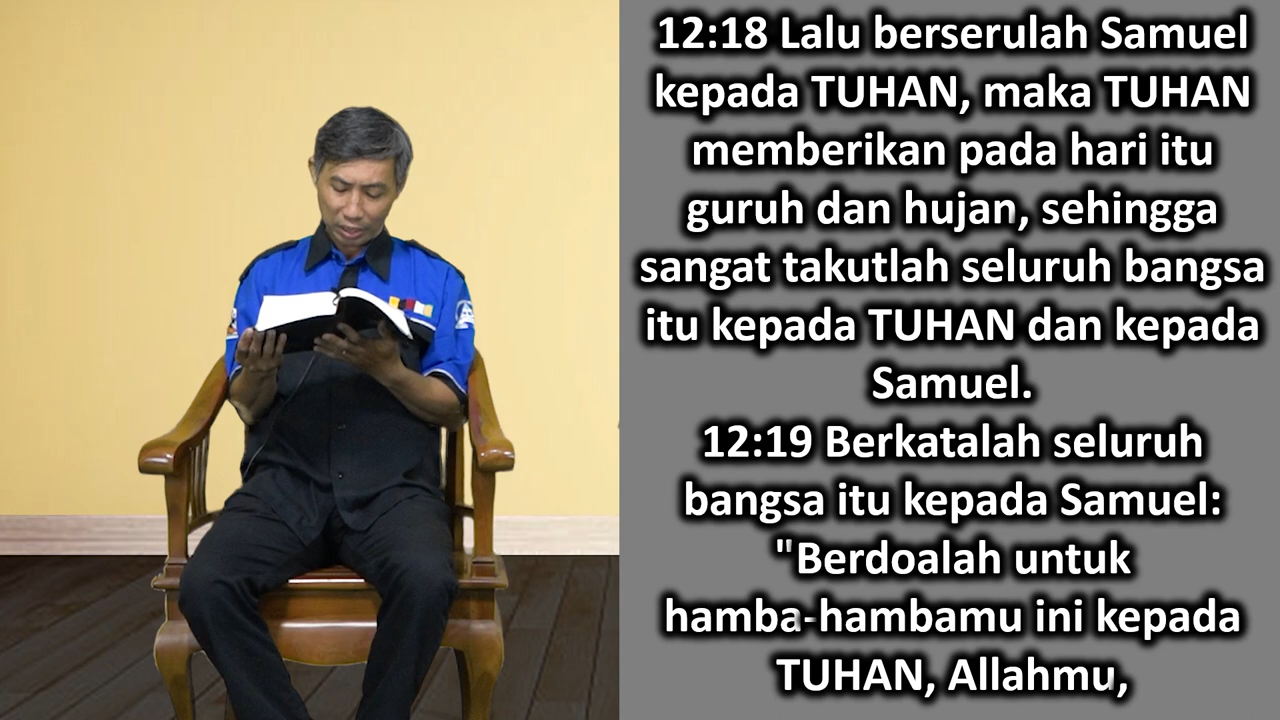 12:18 Lalu berserulah Samuel
kepada TUHAN, maka TUHAN
memberikan pada hari itu
guruh dan hujan, sehingga
sangat takutlah seluruh bangsa
itu kepada TUHAN dan kepada
Samuel.
12:19 Berkatalah seluruh
bangsa itu kepada Samuel:
"Berdoalah untuk
hamba-hambamu ini kepada
TUHAN, Allahmu,